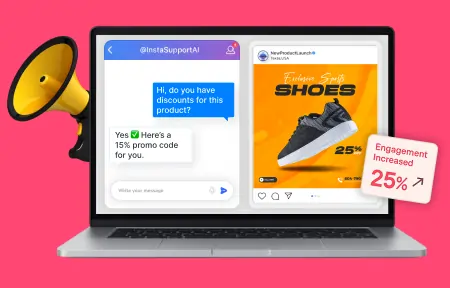 @InstaSupportAI
Hi, do you have
discounts for this
product?
Yes ✅ Here's a
15% promo code
for you.
Write your message
NewProductLaunch
Texas,USA
Exclusive Sports
SHOES
25%
Engagement
Increased
25%